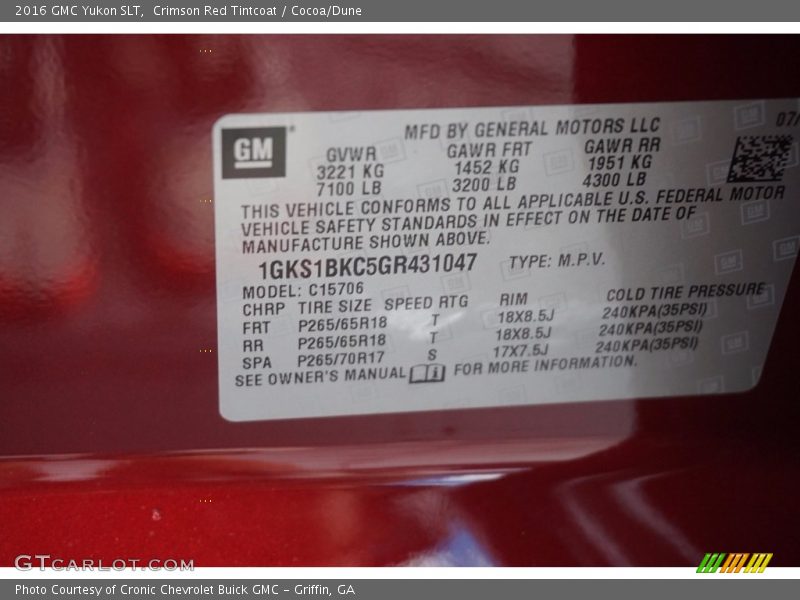 2016 GMC Yukon SLT,  Crimson Red Tintcoat / Cocoa/Dune
GM
MFD BY GENERAL MOTORS LLC
07/
GVWR GAWR FRT GAWR RR
3221 KG 1452 KG 1951 KG
7100 LB 3200 LB 4300 LB
THIS VEHICLE CONFORMS TO ALL APPLICABLE U.S. FEDERAL MOTOR
VEHICLE SAFETY STANDARDS IN EFFECT ON THE DATE OF
MANUFACTURE SHOWN ABOVE.
1GKS1BKC5GR431047 TYPE: M.P.V.
MODEL: C15706
CHRP TIRE SIZE SPEED RTG RIM COLD TIRE PRESSURE
FRT P265/65R18 T 18X8.5J 240KPA(35PSI)
RR P265/65R18 T 18X8.5J 240KPA(35PSI)
SPA P265/70R17 S 17X7.5J 240KPA(35PSI)
SEE OWNER'S MANUAL FOR MORE INFORMATION.
GTCARLOT.COM
Photo Courtesy of Cronic Chevrolet Buick GMC - Griffin, GA